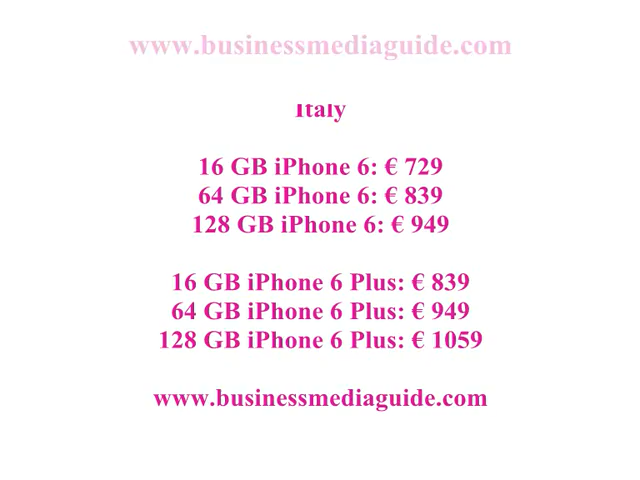 www.businessmediaguide.com
Italy
16 GB iPhone 6: € 729
64 GB iPhone 6: € 839
128 GB iPhone 6: € 949
16 GB iPhone 6 Plus: € 839
64 GB iPhone 6 Plus: € 949
128 GB iPhone 6 Plus: € 1059
www.businessmediaguide.com